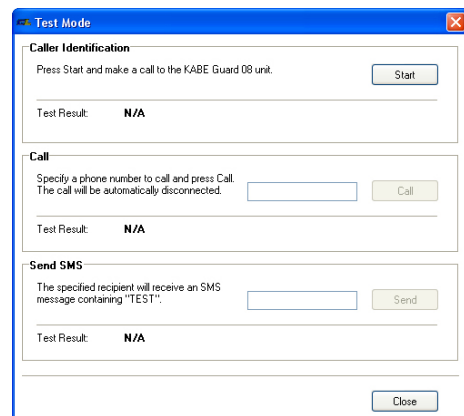 Test Mode
Caller Identification
Press Start and make a call to the KABE Guard 08 unit.
Start
Test Result: N/A
Call
Specify a phone number to call and press Call.
The call will be automatically disconnected.
Call
Test Result: N/A
Send SMS
The specified recipient will receive an SMS
message containing "TEST".
Send
Test Result: N/A
Close